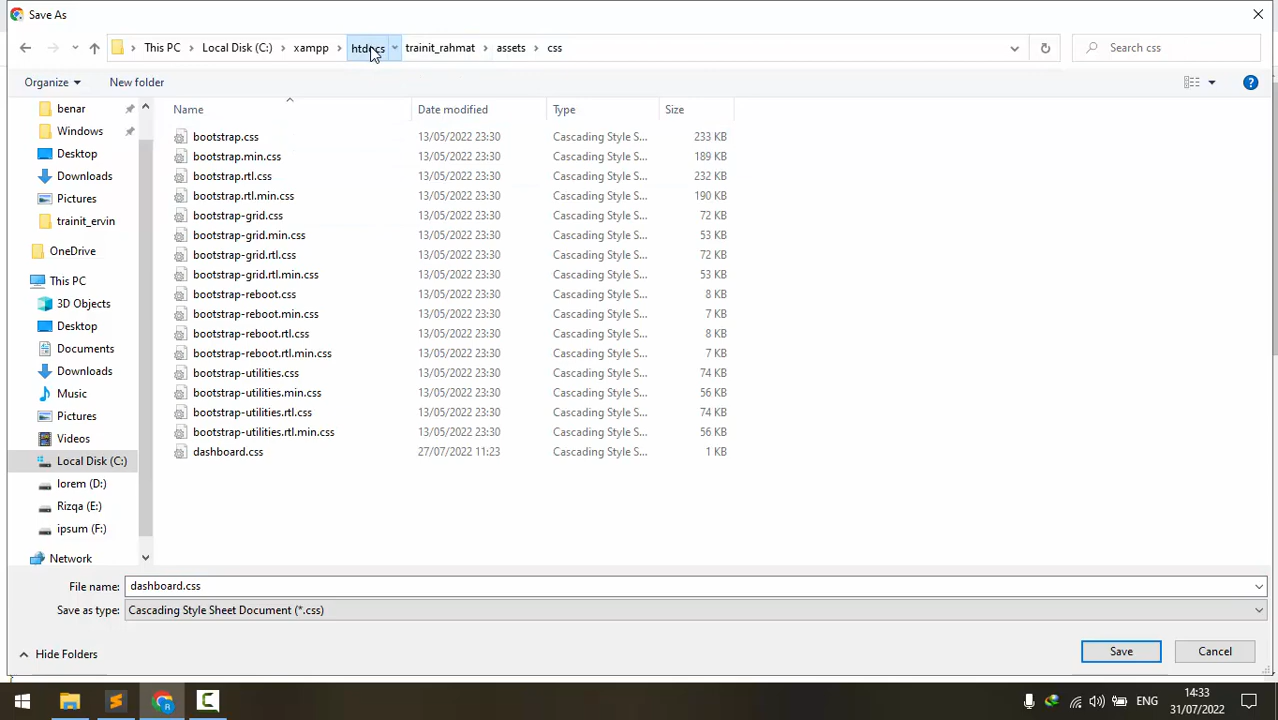 Save As
This PC Local Disk (C:) xampp htdocs trainit_rahmat assets css
Search css
Organize New folder
Name Date modified Type Size
benar
Windows
Desktop
Downloads
Pictures
trainit_ervin
OneDrive
This PC
3D Objects
Desktop
Documents
Downloads
Music
Pictures
Videos
Local Disk (C:)
lorem (D:)
Rizqa (E:)
ipsum (F:)
Network
bootstrap.css 13/05/2022 23:30 Cascading Style S... 233 KB
bootstrap.min.css 13/05/2022 23:30 Cascading Style S... 189 KB
bootstrap.rtl.css 13/05/2022 23:30 Cascading Style S... 232 KB
bootstrap.rtl.min.css 13/05/2022 23:30 Cascading Style S... 190 KB
bootstrap-grid.css 13/05/2022 23:30 Cascading Style S... 72 KB
bootstrap-grid.min.css 13/05/2022 23:30 Cascading Style S... 53 KB
bootstrap-grid.rtl.css 13/05/2022 23:30 Cascading Style S... 72 KB
bootstrap-grid.rtl.min.css 13/05/2022 23:30 Cascading Style S... 53 KB
bootstrap-reboot.css 13/05/2022 23:30 Cascading Style S... 8 KB
bootstrap-reboot.min.css 13/05/2022 23:30 Cascading Style S... 7 KB
bootstrap-reboot.rtl.css 13/05/2022 23:30 Cascading Style S... 8 KB
bootstrap-reboot.rtl.min.css 13/05/2022 23:30 Cascading Style S... 7 KB
bootstrap-utilities.css 13/05/2022 23:30 Cascading Style S... 74 KB
bootstrap-utilities.min.css 13/05/2022 23:30 Cascading Style S... 56 KB
bootstrap-utilities.rtl.css 13/05/2022 23:30 Cascading Style S... 74 KB
bootstrap-utilities.rtl.min.css 13/05/2022 23:30 Cascading Style S... 56 KB
dashboard.css 27/07/2022 11:23 Cascading Style S... 1 KB
File name: dashboard.css
Save as type: Cascading Style Sheet Document (*.css)
Hide Folders Save Cancel
ENG
14:33
31/07/2022